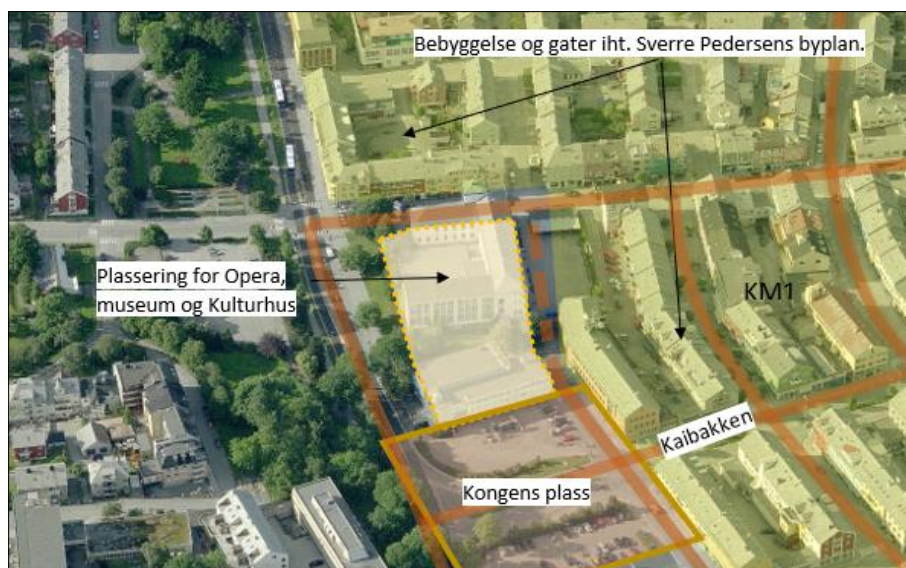 Bebyggelse og gater iht. Sverre Pedersens byplan.
Plassering for Opera,
museum og Kulturhus
KM1
Kaibakken
Kongens plass